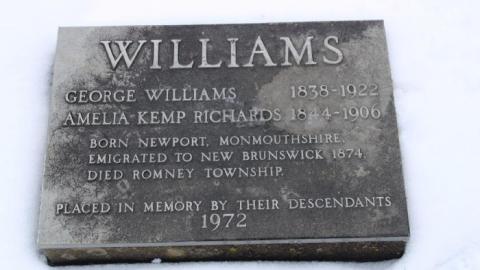 WILLIAMS
GEORGE WILLIAMS 1838-1922
AMELIA KEMP RICHARDS 1844-1906
BORN NEWPORT, MONMOUTHSHIRE,
EMIGRATED TO NEW BRUNSWICK 1874,
DIED ROMNEY TOWNSHIP.
PLACED IN MEMORY BY THEIR DESCENDANTS
1972